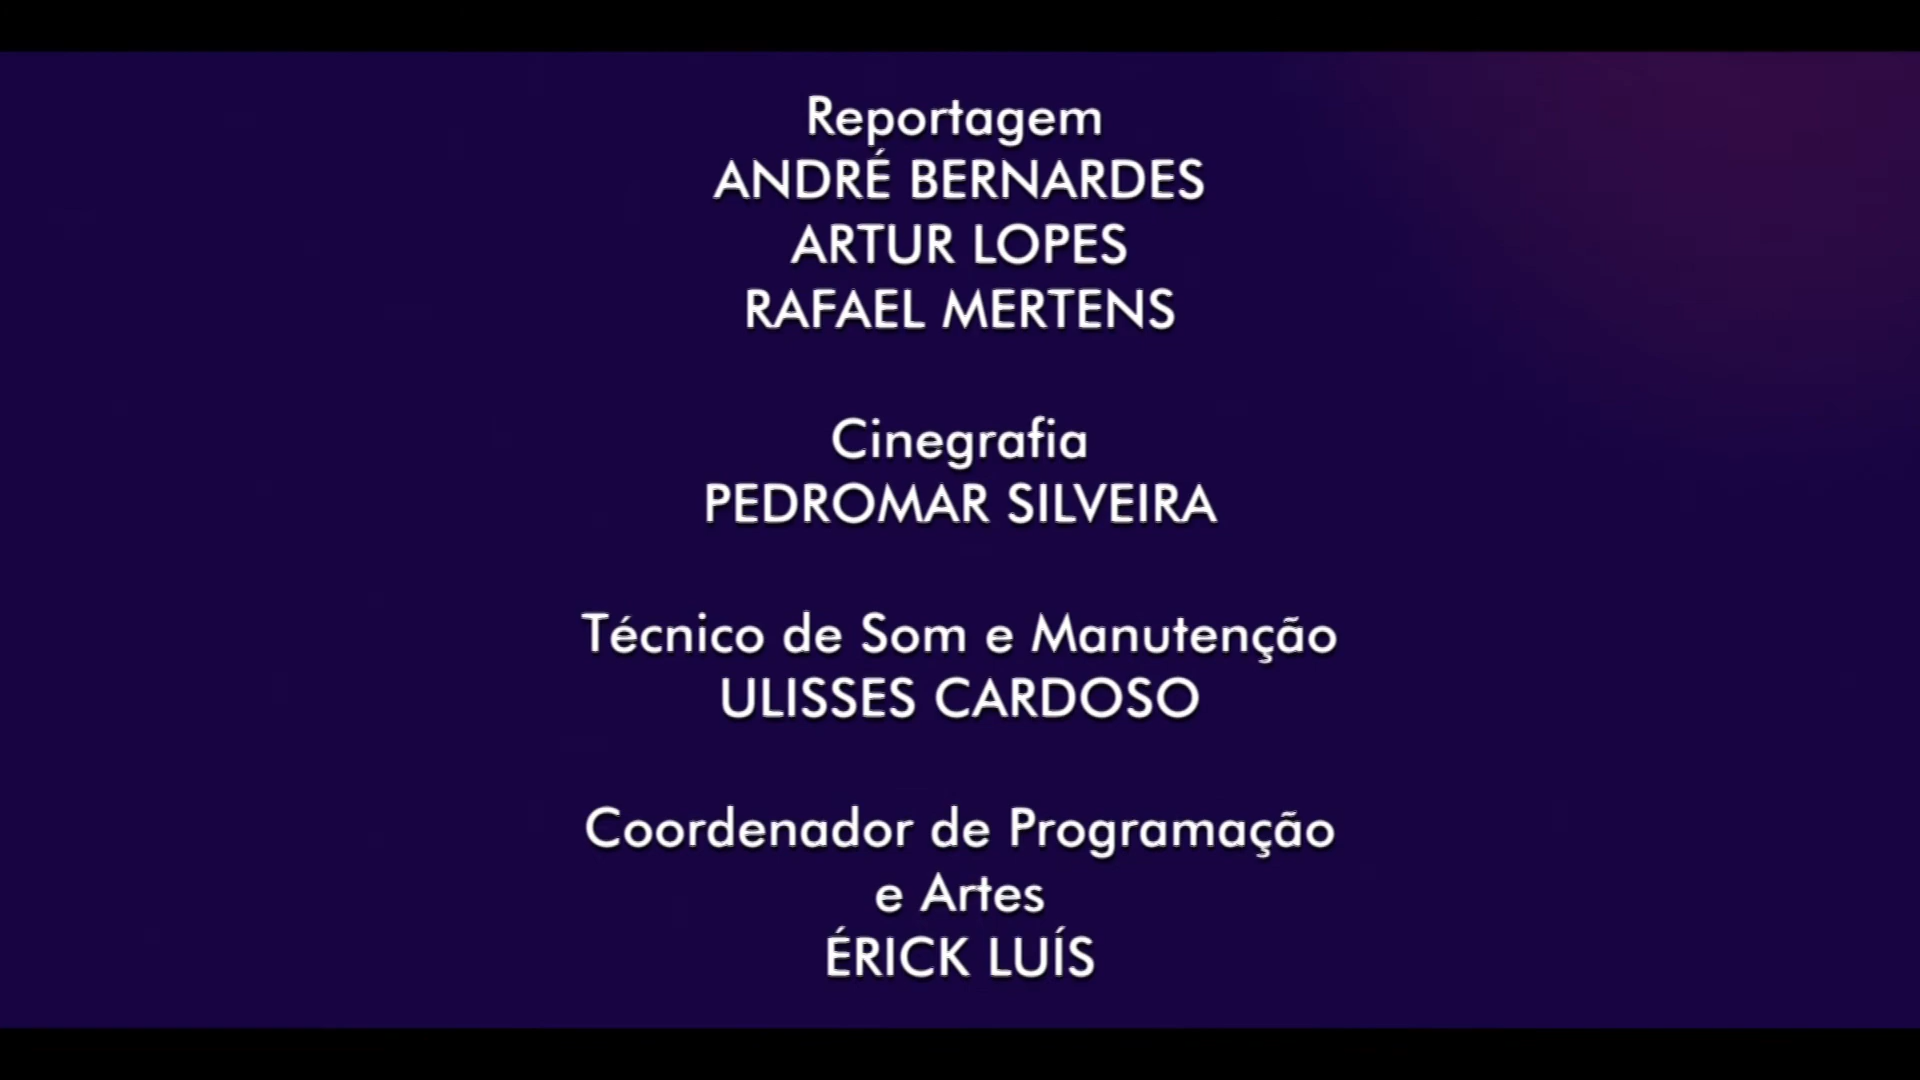 Reportagem
ANDRÉ BERNARDES
ARTUR LOPES
RAFAEL MERTENS
Cinegrafia
PEDROMAR SILVEIRA
Técnico de Som e Manutenção
ULISSES CARDOSO
Coordenador de Programação
e Artes
ÉRICK LUÍS